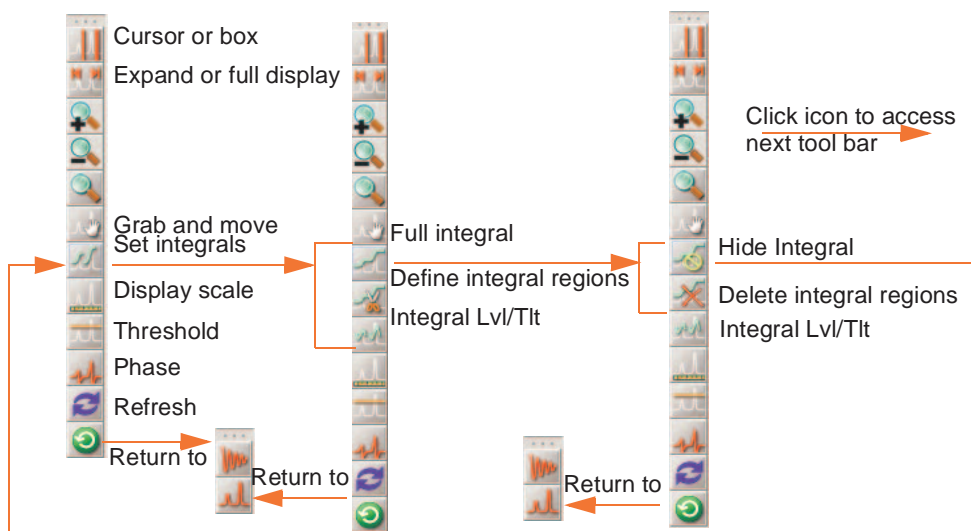 Cursor or box
Expand or full display
Grab and move
Set integrals
Display scale
Threshold
Phase
Refresh
Return to
Full integral
Define integral regions
Integral Lvl/Tlt
Return to
Click icon to access
next tool bar
Hide Integral
Delete integral regions
Integral Lvl/Tlt
Return to